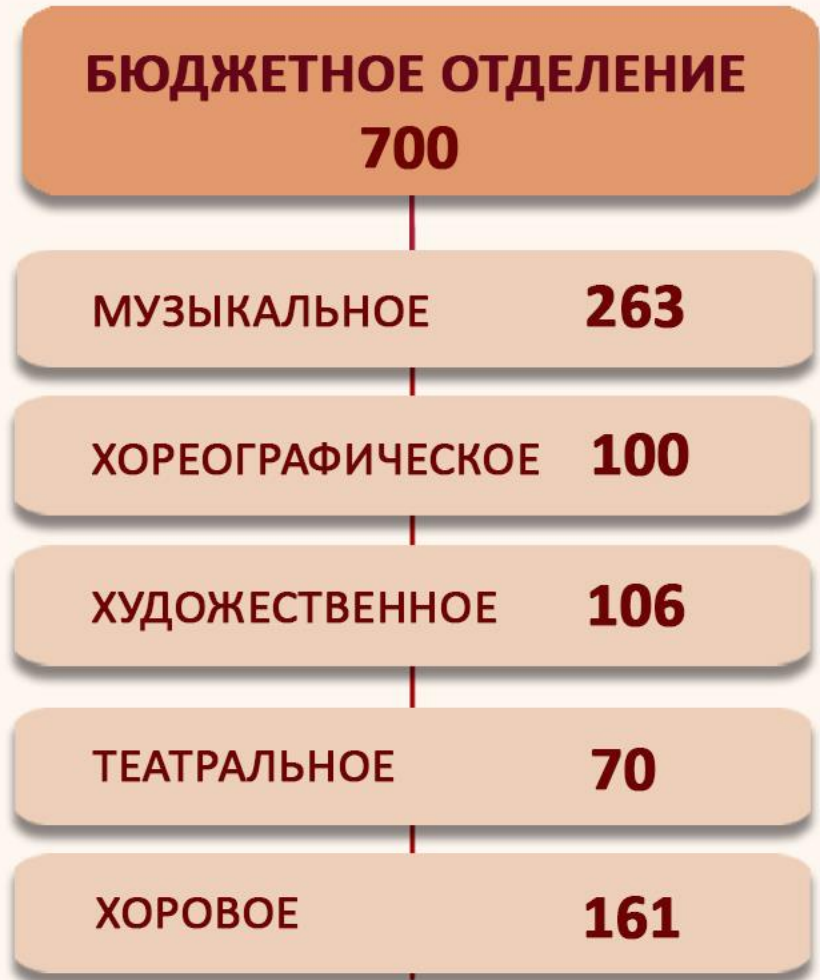 БЮДЖЕТНОЕ ОТДЕЛЕНИЕ
700
МУЗЫКАЛЬНОЕ 263
ХОРЕОГРАФИЧЕСКОЕ 100
ХУДОЖЕСТВЕННОЕ 106
ТЕАТРАЛЬНОЕ 70
ХОРОВОЕ 161